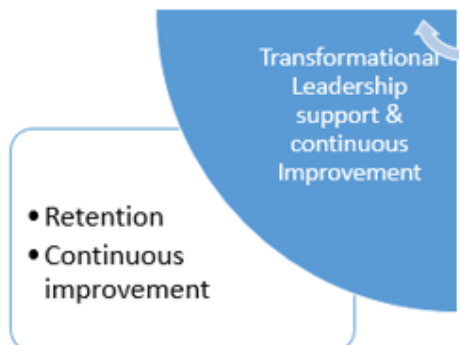 Transformational
Leadership
support &
continuous
Improvement
• Retention
• Continuous
improvement